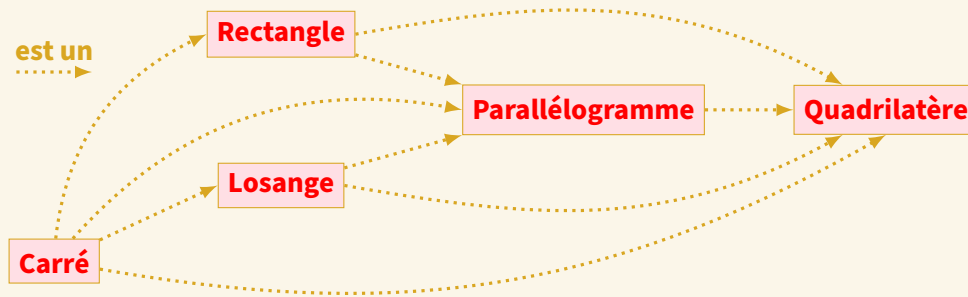 Rectangle
est un
Parallélogramme
Quadrilatère
Losange
Carré